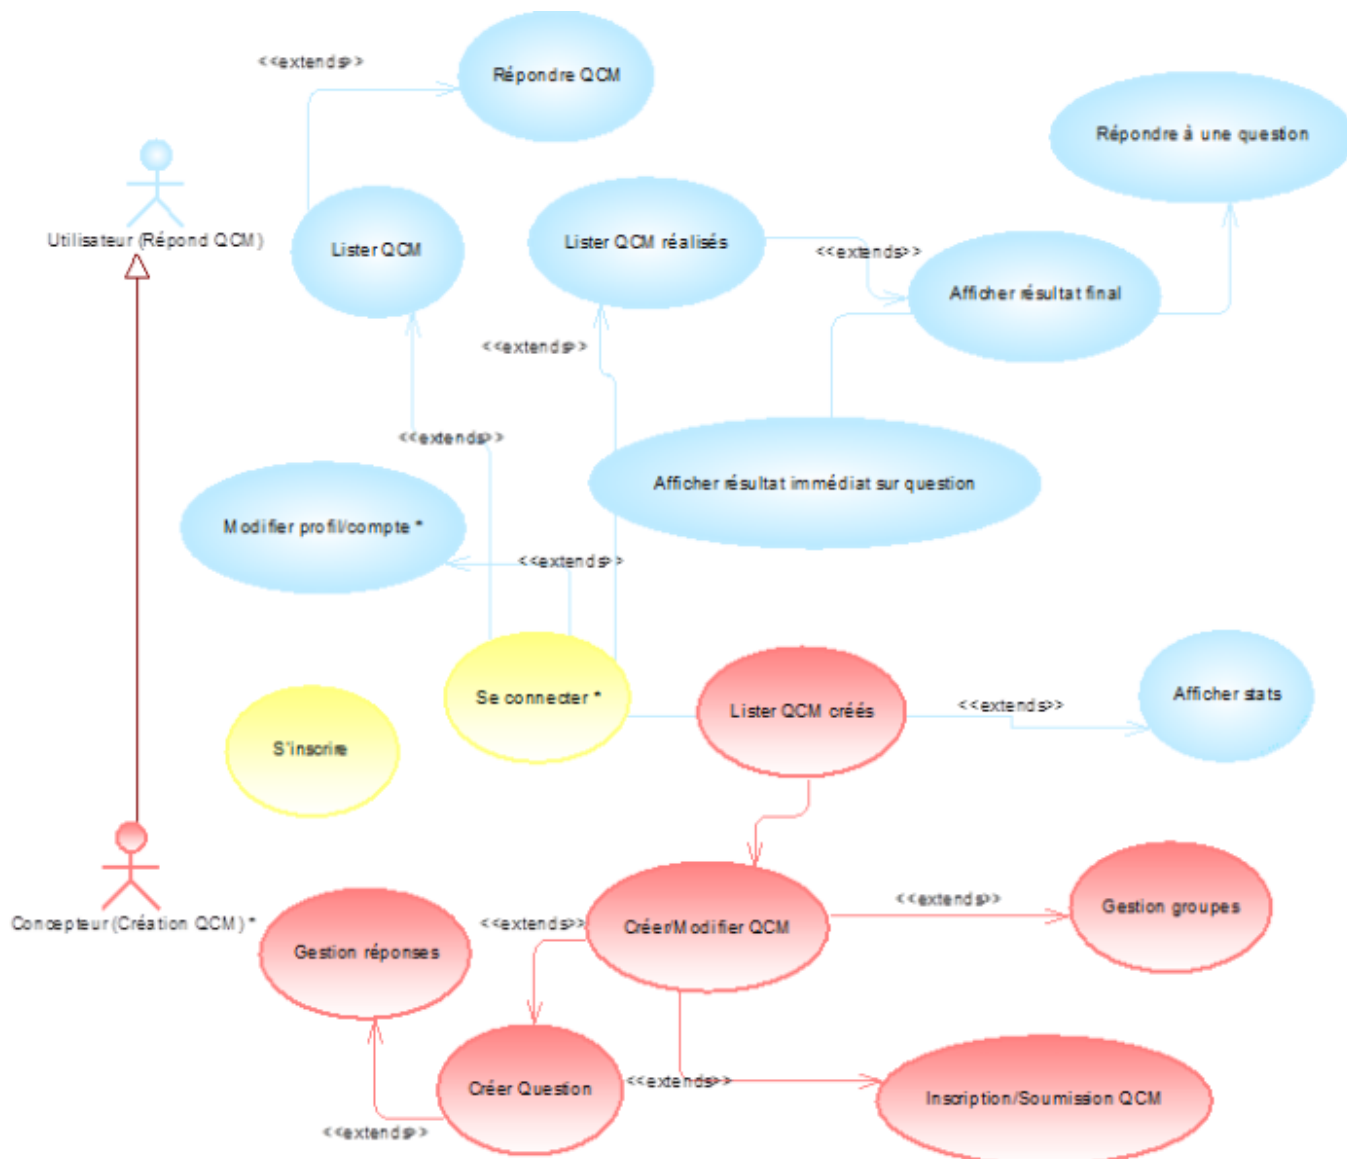 <<extends>>
Répondre QCM
Répondre à une question
Utilisateur (Répond QCM)
Lister QCM
Lister QCM réalisés
<<extends>>
Afficher résultat final
<<extends>>
<<extends>>
Afficher résultat immédiat sur question
Modifier profil/compte *
<<extends>>
Se connecter *
Lister QCM créés
<<extends>>
Afficher stats
S'inscrire
Concepteur (Création QCM) *
<<extends>>
Gestion réponses
Créer/Modifier QCM
<<extends>>
Gestion groupes
Créer Question
<<extends>>
Inscription/Soumission QCM
<<extends>>